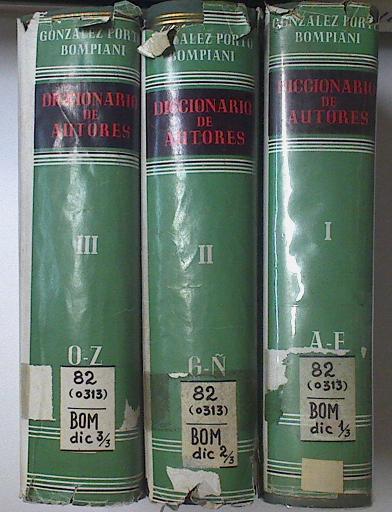 GONZALEZ PORTO
BOMPIANI
DICCIONARIO
DE
AUTORES
III
O-Z
82
(0313)
BOM
dic 3/3
GONZALEZ PORTO
BOMPIANI
DICCIONARIO
DE
AUTORES
II
G-Ñ
82
(0313)
BOM
dic 2/3
GONZALEZ PORTO
BOMPIANI
DICCIONARIO
DE
AUTORES
I
A-F
82
(0313)
BOM
dic 1/3